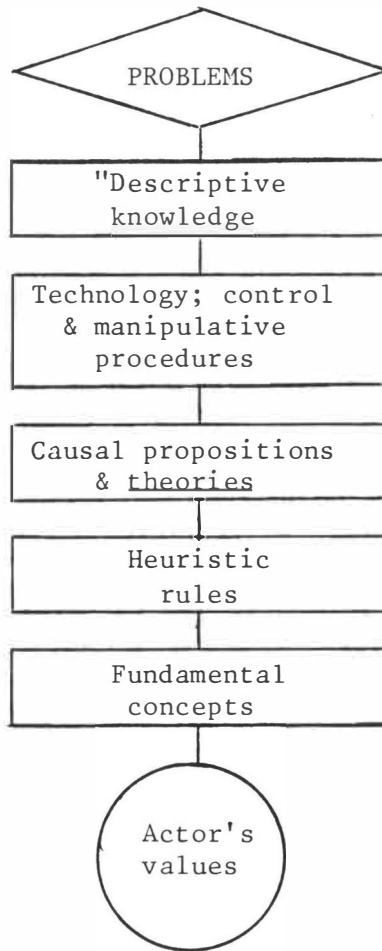 PROBLEMS
"Descriptive
knowledge
Technology; control
& manipulative
procedures
Causal propositions
& theories
Heuristic
rules
Fundamental
concepts
Actor's
values